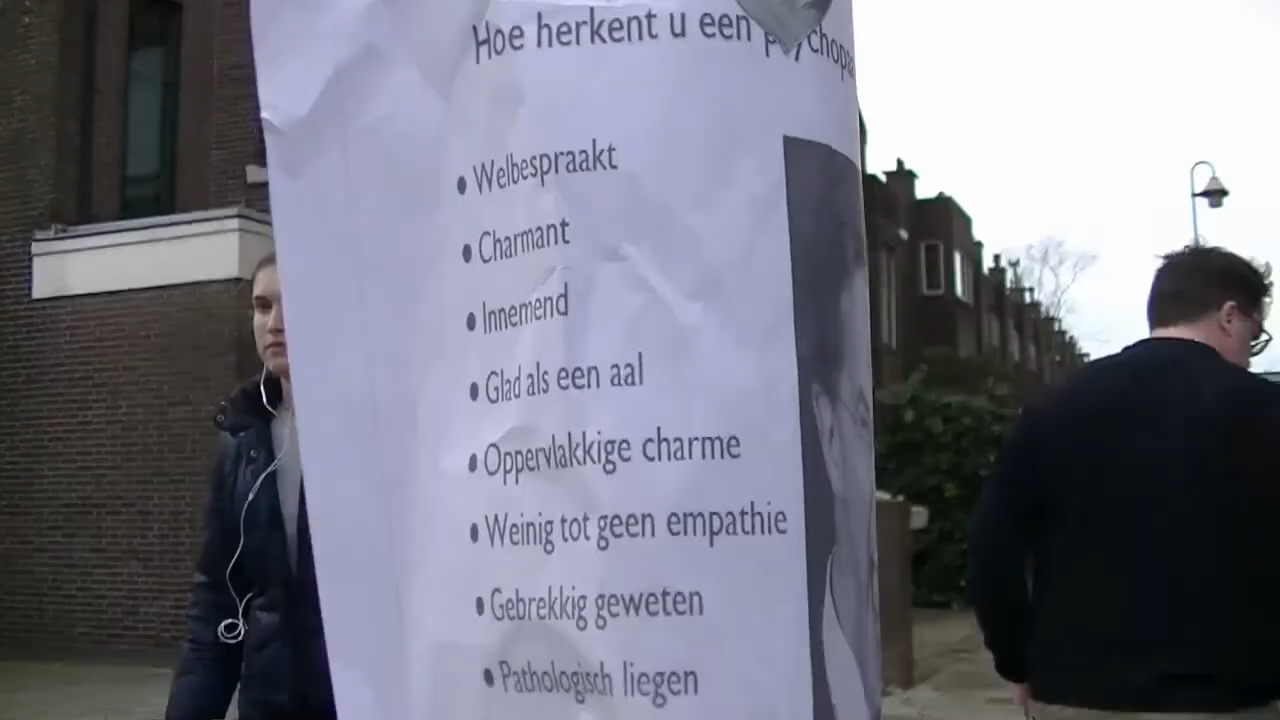 Hoe herkent u een
• Welbespraakt
• Charmant
• Innemend
• Glad als een aal
• Oppervlakkige charme
• Weinig tot geen empathie
• Gebrekkig geweten
• Pathologisch liegen